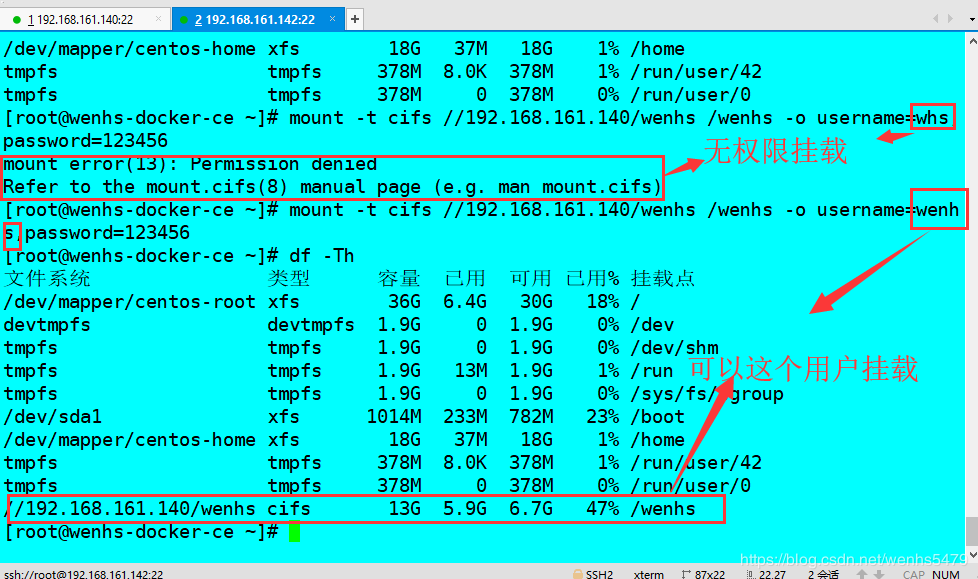 1 192.168.161.140:22 × 2 192.168.161.142:22 × +
/dev/mapper/centos-home xfs 18G 37M 18G 1% /home
tmpfs tmpfs 378M 8.0K 378M 1% /run/user/42
tmpfs tmpfs 378M 0 378M 0% /run/user/0
[root@wenhs-docker-ce ~]# mount -t cifs //192.168.161.140/wenhs /wenhs -o username=whs
password=123456
无权限挂载
mount error(13): Permission denied
Refer to the mount.cifs(8) manual page (e.g. man mount.cifs)
[root@wenhs-docker-ce ~]# mount -t cifs //192.168.161.140/wenhs /wenhs -o username=wenh
s,password=123456
[root@wenhs-docker-ce ~]# df -Th
文件系统 类型 容量 已用 可用 已用% 挂载点
/dev/mapper/centos-root xfs 36G 6.4G 30G 18% /
devtmpfs devtmpfs 1.9G 0 1.9G 0% /dev
tmpfs tmpfs 1.9G 0 1.9G 0% /dev/shm
tmpfs tmpfs 1.9G 13M 1.9G 1% /run
可以这个用户挂载
tmpfs tmpfs 1.9G 0 1.9G 0% /sys/fs/cgroup
/dev/sda1 xfs 1014M 233M 782M 23% /boot
/dev/mapper/centos-home xfs 18G 37M 18G 1% /home
tmpfs tmpfs 378M 8.0K 378M 1% /run/user/42
tmpfs tmpfs 378M 0 378M 0% /run/user/0
//192.168.161.140/wenhs cifs 13G 5.9G 6.7G 47% /wenhs
[root@wenhs-docker-ce ~]#
https://blog.csdn.net/wenhs5479
ssh://root@192.168.161.142:22 SSH2 xterm 87x22 22,27 2 会话 CAP NUM